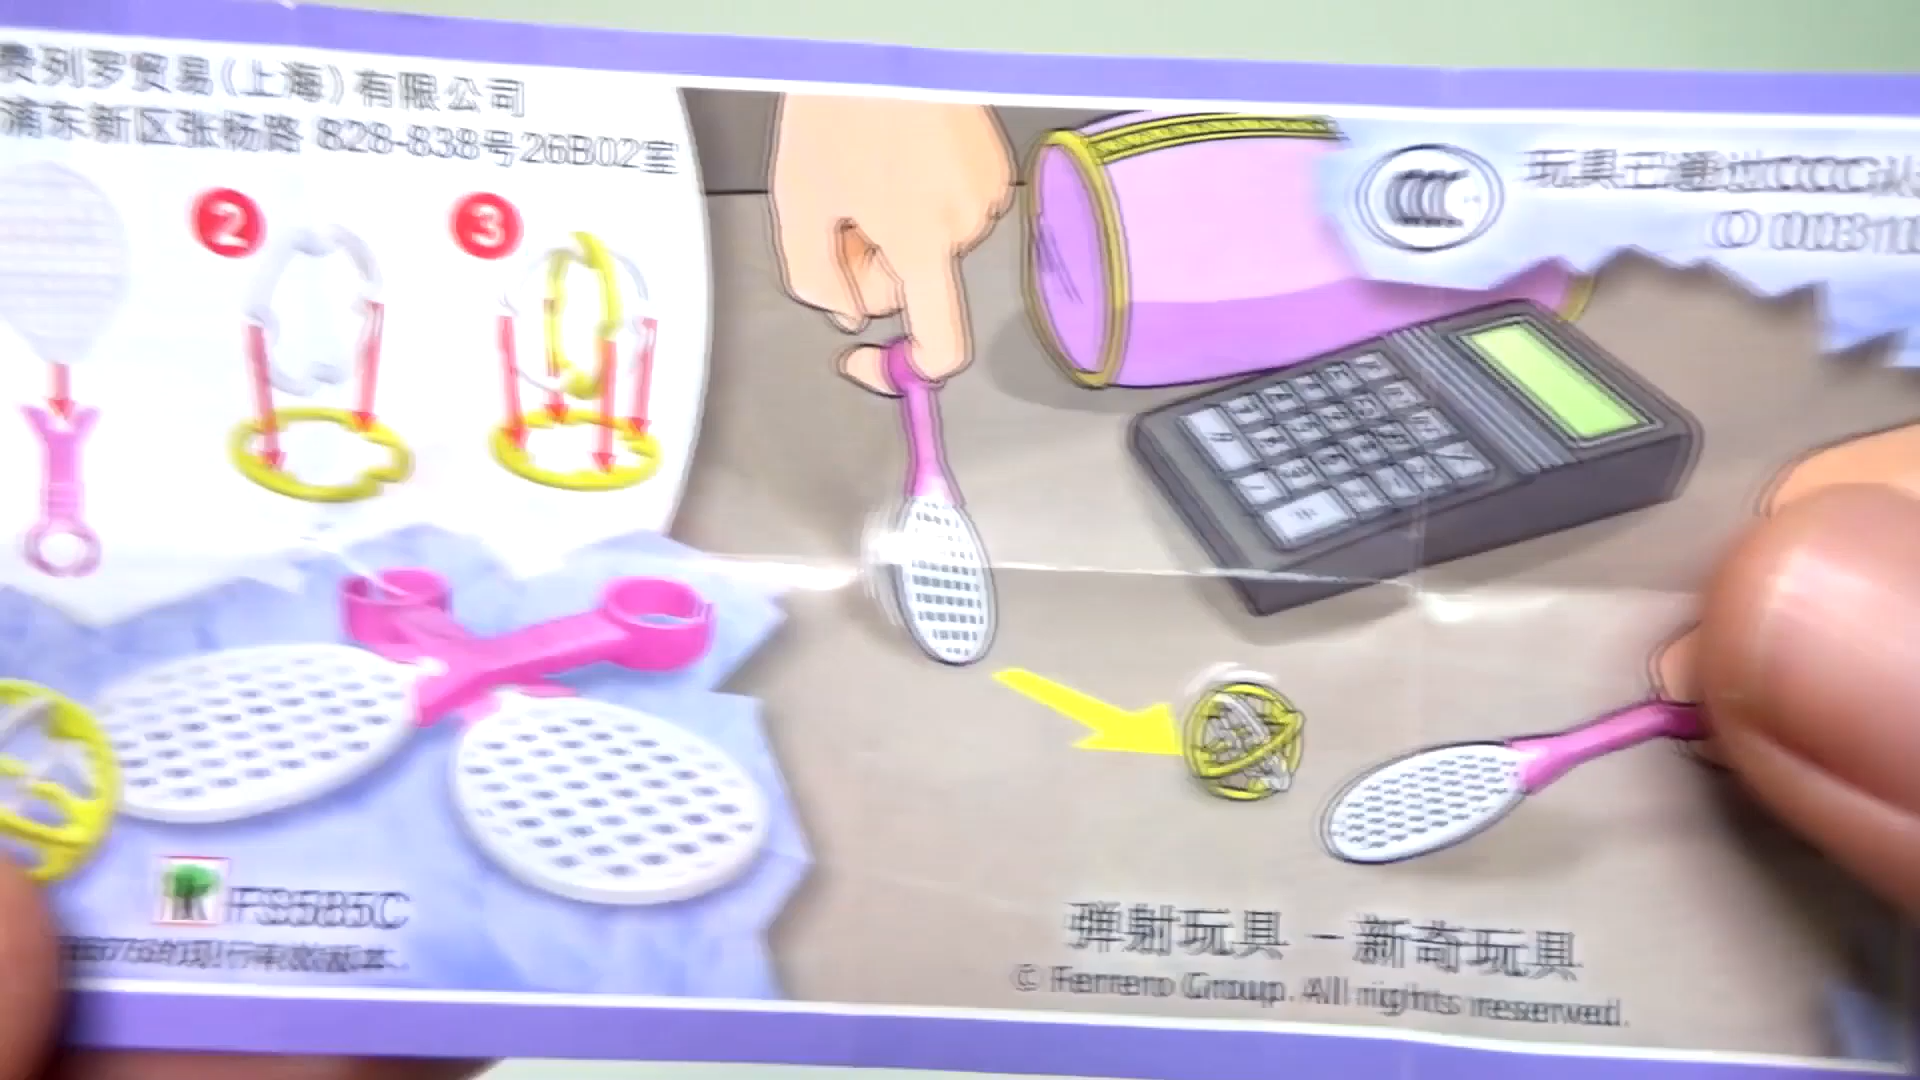 费列罗贸易(上海)有限公司
浦东新区张杨路 828-838号26B02室
玩具已通过CCC认
2
3
FS585C
弹射玩具 - 新奇玩具
© Ferrero Group. All rights reserved.